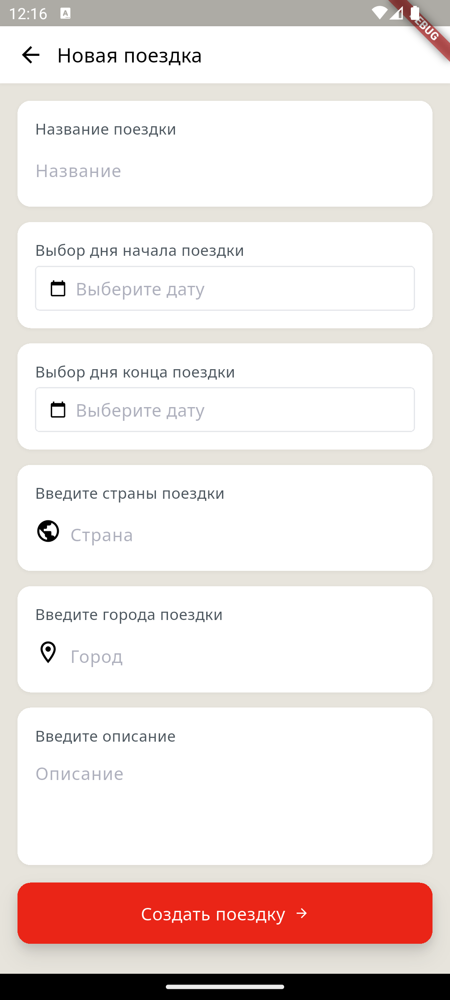 12:16
DEBUG
Новая поездка
Название поездки
Название
Выбор дня начала поездки
Выберите дату
Выбор дня конца поездки
Выберите дату
Введите страны поездки
Страна
Введите города поездки
Город
Введите описание
Описание
Создать поездку